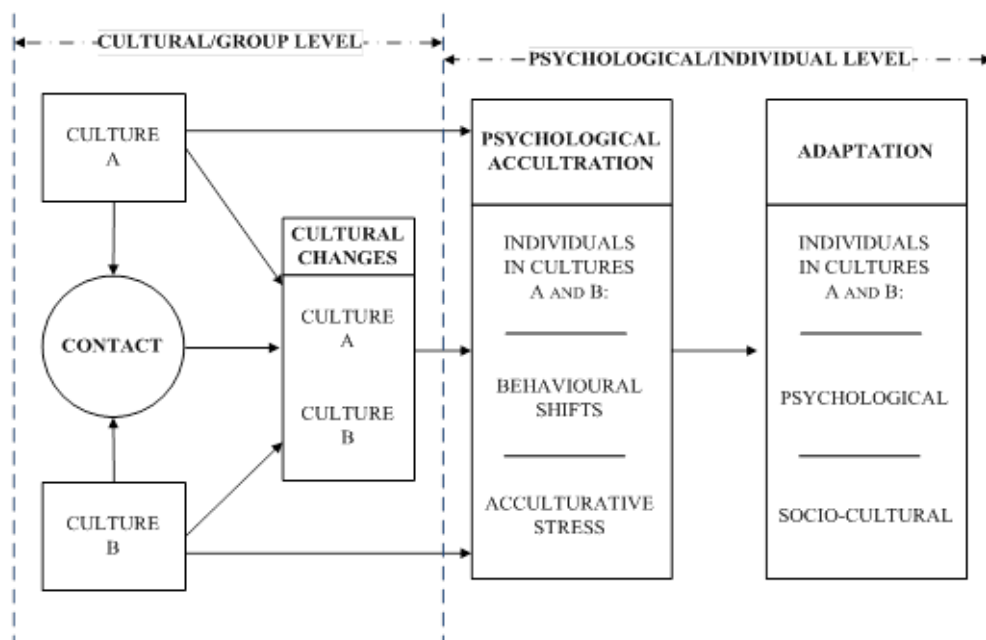 CULTURAL/GROUP LEVEL
PSYCHOLOGICAL/INDIVIDUAL LEVEL
CULTURE
A
CONTACT
CULTURE
B
CULTURAL
CHANGES
CULTURE
A
CULTURE
B
PSYCHOLOGICAL
ACCULTRATION
INDIVIDUALS
IN CULTURES
A AND B:
BEHAVIOURAL
SHIFTS
ACCULTURATIVE
STRESS
ADAPTATION
INDIVIDUALS
IN CULTURES
A AND B:
PSYCHOLOGICAL
SOCIO-CULTURAL